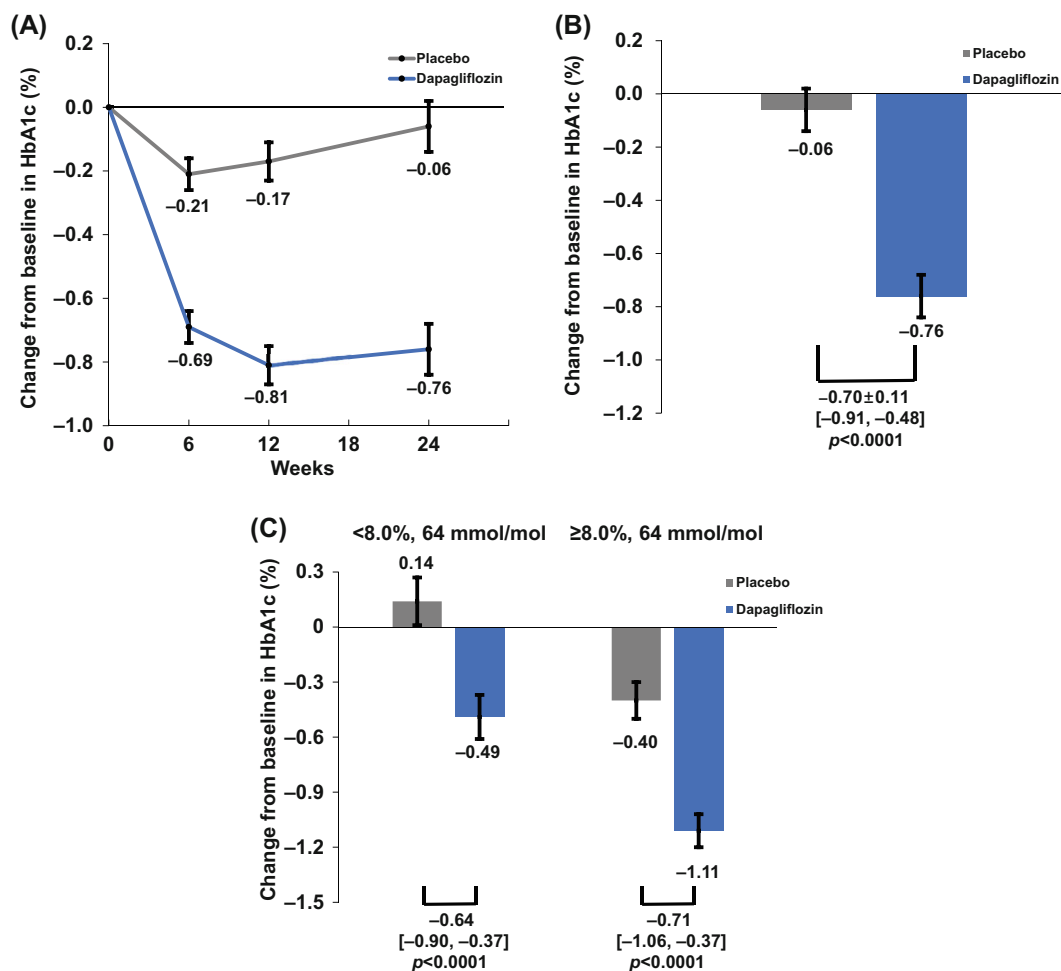 (A)
Change from baseline in HbA1c (%)
0.2
0.0
–0.2
–0.4
–0.6
–0.8
–1.0
Placebo
Dapagliflozin
–0.21
–0.17
–0.06
–0.69
–0.81
–0.76
0
6
12
18
24
Weeks
(B)
Change from baseline in HbA1c (%)
0.2
0.0
–0.2
–0.4
–0.6
–0.8
–1.0
–1.2
Placebo
Dapagliflozin
–0.06
–0.76
–0.70±0.11
[–0.91, –0.48]
p<0.0001
(C)
<8.0%, 64 mmol/mol
≥8.0%, 64 mmol/mol
Change from baseline in HbA1c (%)
0.3
0
–0.3
–0.6
–0.9
–1.2
–1.5
Placebo
Dapagliflozin
0.14
–0.49
–0.40
–1.11
–0.64
[–0.90, –0.37]
p<0.0001
–0.71
[–1.06, –0.37]
p<0.0001